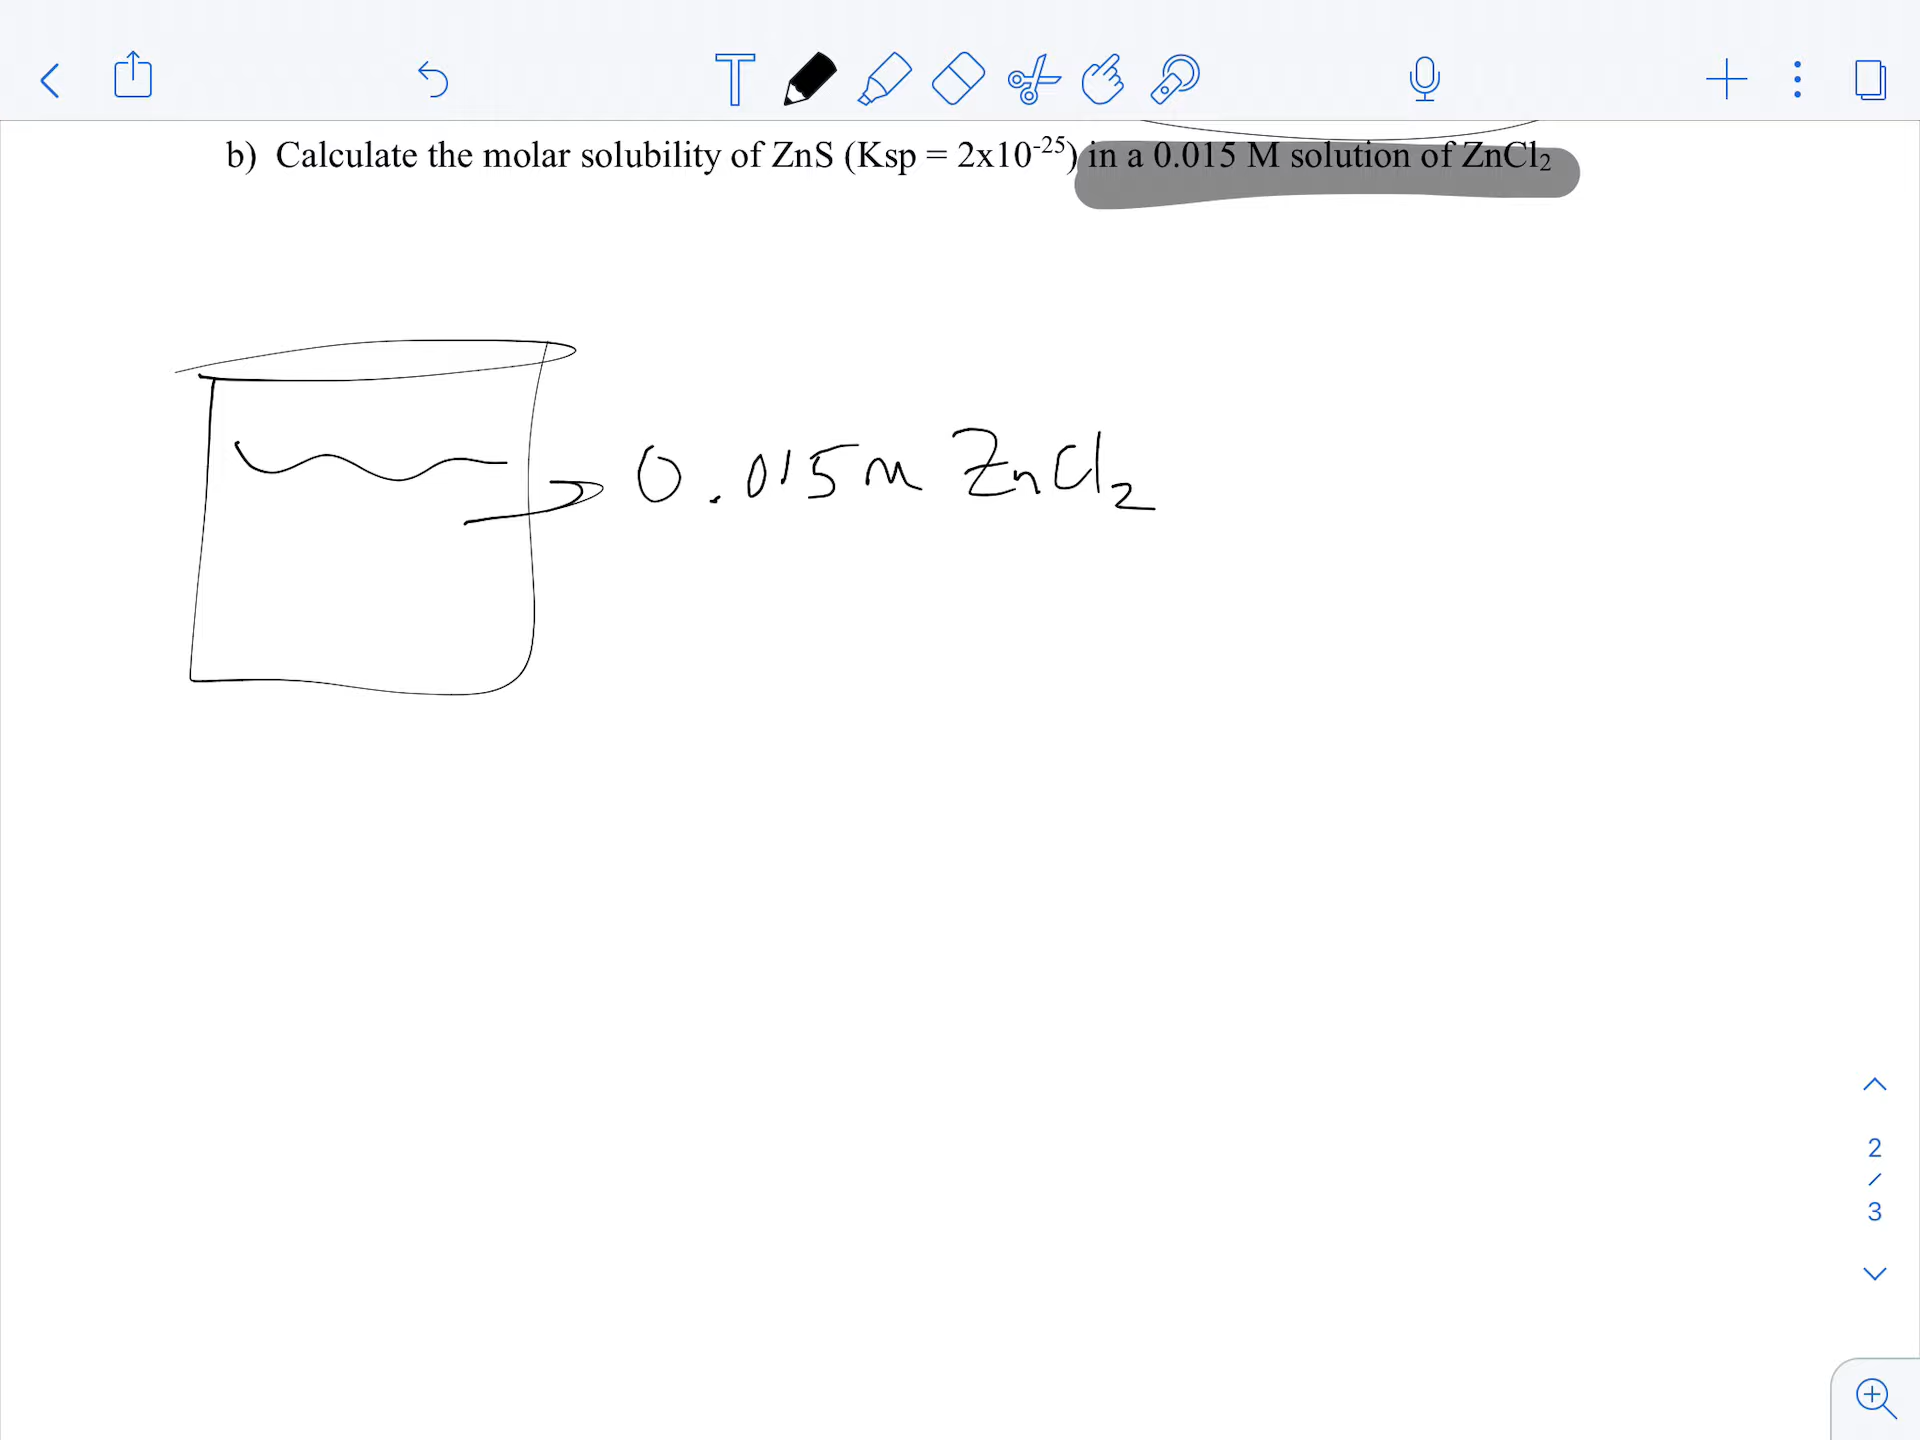 b) Calculate the molar solubility of ZnS (Ksp = 2x10⁻²⁵) in a 0.015 M solution of ZnCl₂
0.015 M ZnCl₂
2
/
3